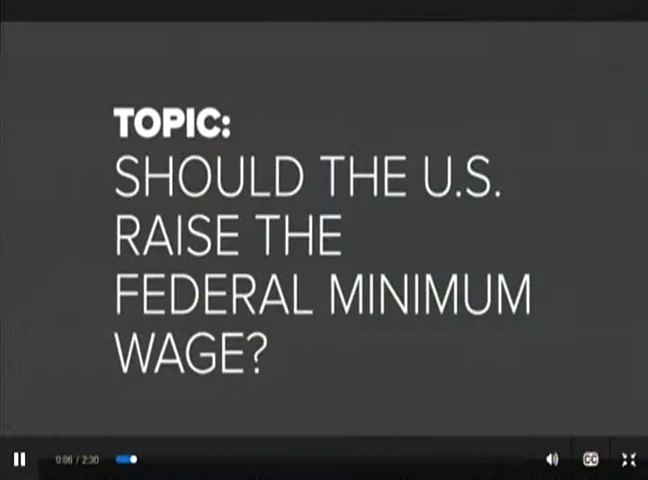 TOPIC:
SHOULD THE U.S.
RAISE THE
FEDERAL MINIMUM
WAGE?
0:06 / 2:30
CC